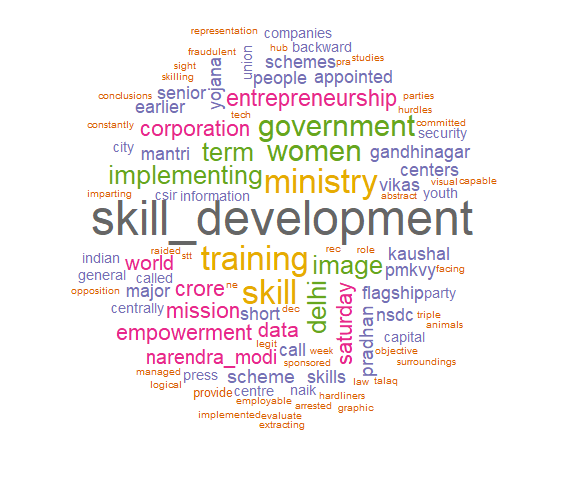 representation companies
fraudulent hub backward
sight union schemes pra studies
skilling yojana people appointed
conclusions senior entrepreneurship parties
earlier hurdles
constantly corporation tech government committed
security
city mantri term women gandhinagar
implementing ministry centers
csir information vikas visual capable
imparting abstract youth
skill_development
indian raided stt training rec role kaushal
world image pmkvy facing
general called
opposition major crore ne skill delhi flagship party
centrally mission short dec saturday nsdc triple
animals
empowerment data pradhan capital
legit
narendra_modi call week objective
surroundings
managed press scheme sponsored skills law talaq
logical
provide centre naik hardliners
employable arrested graphic
implemented evaluate
extracting